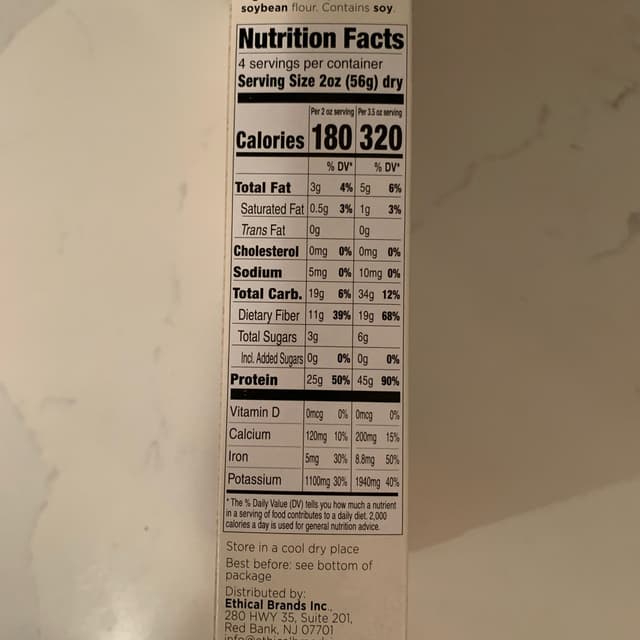 soybean flour. Contains soy.
Nutrition Facts
4 servings per container
Serving Size 2oz (56g) dry
Per 2 oz serving Per 3.5 oz serving
Calories 180 320
% DV* % DV*
Total Fat 3g 4% 5g 6%
Saturated Fat 0.5g 3% 1g 3%
Trans Fat 0g 0g
Cholesterol 0mg 0% 0mg 0%
Sodium 5mg 0% 10mg 0%
Total Carb. 19g 6% 34g 12%
Dietary Fiber 11g 39% 19g 68%
Total Sugars 3g 6g
Incl. Added Sugars 0g 0% 0g 0%
Protein 25g 50% 45g 90%
Vitamin D 0mcg 0% 0mcg 0%
Calcium 120mg 10% 200mg 15%
Iron 5mg 30% 8.8mg 50%
Potassium 1100mg 30% 1940mg 40%
* The % Daily Value (DV) tells you how much a nutrient
in a serving of food contributes to a daily diet. 2,000
calories a day is used for general nutrition advice.
Store in a cool dry place
Best before: see bottom of
package
Distributed by:
Ethical Brands Inc.,
280 HWY 35, Suite 201,
Red Bank, NJ 07701